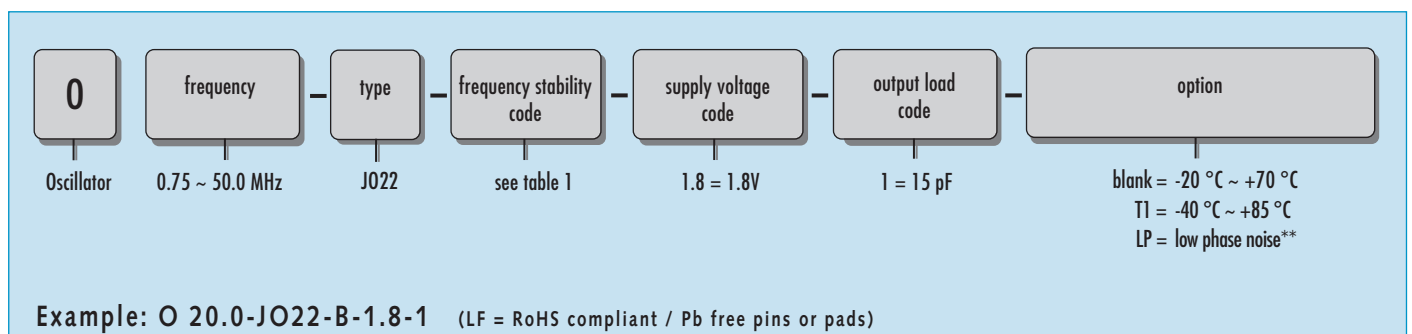 O
frequency
–
type
–
frequency stability
code
–
supply voltage
code
–
output load
code
–
option
Oscillator
0.75 ~ 50.0 MHz
JO22
see table 1
1.8 = 1.8V
1 = 15 pF
blank = -20 °C ~ +70 °C
T1 = -40 °C ~ +85 °C
LP = low phase noise**
Example: O 20.0-JO22-B-1.8-1 (LF = RoHS compliant / Pb free pins or pads)